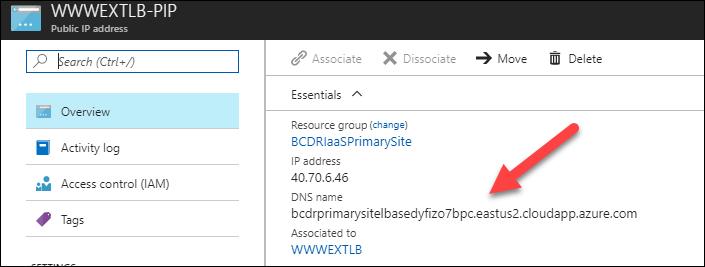 WWWEXTLB-PIP
Public IP address
Search (Ctrl+/)
Overview
Activity log
Access control (IAM)
Tags
SETTINGS
Associate Dissociate Move Delete
Essentials
Resource group (change)
BCDRIaaSPrimarySite
IP address
40.70.6.46
DNS name
bcdrprimarysitelbasedyfizo7bpc.eastus2.cloudapp.azure.com
Associated to
WWWEXTLB